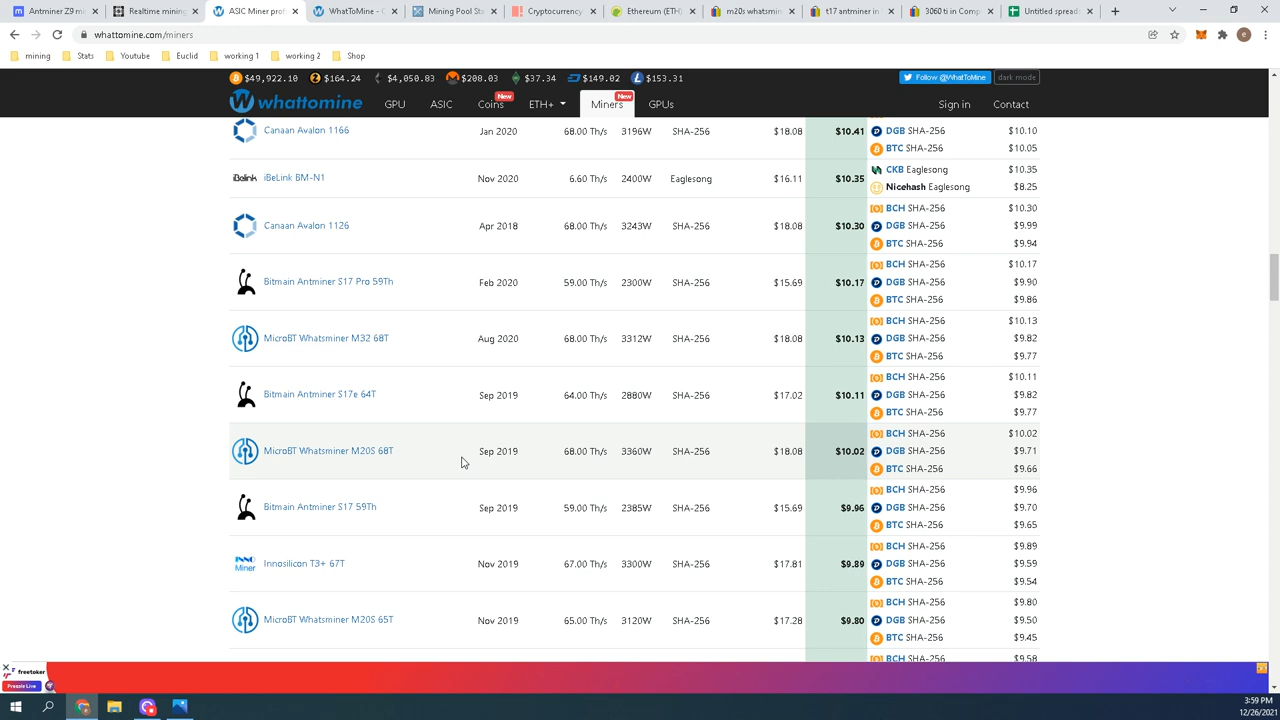 Antminer Z9 mi
Realtime mining
ASIC Miner prof
WhatToMine - C
Mining Pool Sta
Cryptocurrency
Ethereum (ETH)
m20s whatsmin
t17 antminer in
3060 ti in Comp
Untitled spreads
whattomine.com/miners
e
mining
Stats
Youtube
Euclid
working 1
working 2
Shop
$49,922.10 $164.24 $4,050.03 $208.03 $37.34 $149.02 $153.31
Follow @WhatToMine
dark mode
whattomine
GPU
ASIC
Coins New
ETH+
Miners New
GPUs
Sign in
Contact
Canaan Avalon 1166 Jan 2020 68.00 Th/s 3196W SHA-256 $18.08 $10.41 DGB SHA-256 $10.10
BTC SHA-256 $10.05
iBeLink iBeLink BM-N1 Nov 2020 6.60 Th/s 2400W Eaglesong $16.11 $10.35 CKB Eaglesong $10.35
Nicehash Eaglesong $8.25
BCH SHA-256 $10.30
Canaan Avalon 1126 Apr 2018 68.00 Th/s 3243W SHA-256 $18.08 $10.30 DGB SHA-256 $9.99
BTC SHA-256 $9.94
BCH SHA-256 $10.17
Bitmain Antminer S17 Pro 59Th Feb 2020 59.00 Th/s 2300W SHA-256 $15.69 $10.17 DGB SHA-256 $9.90
BTC SHA-256 $9.86
BCH SHA-256 $10.13
MicroBT Whatsminer M32 68T Aug 2020 68.00 Th/s 3312W SHA-256 $18.08 $10.13 DGB SHA-256 $9.82
BTC SHA-256 $9.77
BCH SHA-256 $10.11
Bitmain Antminer S17e 64T Sep 2019 64.00 Th/s 2880W SHA-256 $17.02 $10.11 DGB SHA-256 $9.82
BTC SHA-256 $9.77
BCH SHA-256 $10.02
MicroBT Whatsminer M20S 68T Sep 2019 68.00 Th/s 3360W SHA-256 $18.08 $10.02 DGB SHA-256 $9.71
BTC SHA-256 $9.66
BCH SHA-256 $9.96
Bitmain Antminer S17 59Th Sep 2019 59.00 Th/s 2385W SHA-256 $15.69 $9.96 DGB SHA-256 $9.70
BTC SHA-256 $9.65
BCH SHA-256 $9.89
INNO Miner Innosilicon T3+ 67T Nov 2019 67.00 Th/s 3300W SHA-256 $17.81 $9.89 DGB SHA-256 $9.59
BTC SHA-256 $9.54
BCH SHA-256 $9.80
MicroBT Whatsminer M20S 65T Nov 2019 65.00 Th/s 3120W SHA-256 $17.28 $9.80 DGB SHA-256 $9.50
BTC SHA-256 $9.45
BCH SHA-256 $9.58
freetoker
3:59 PM
12/26/2021